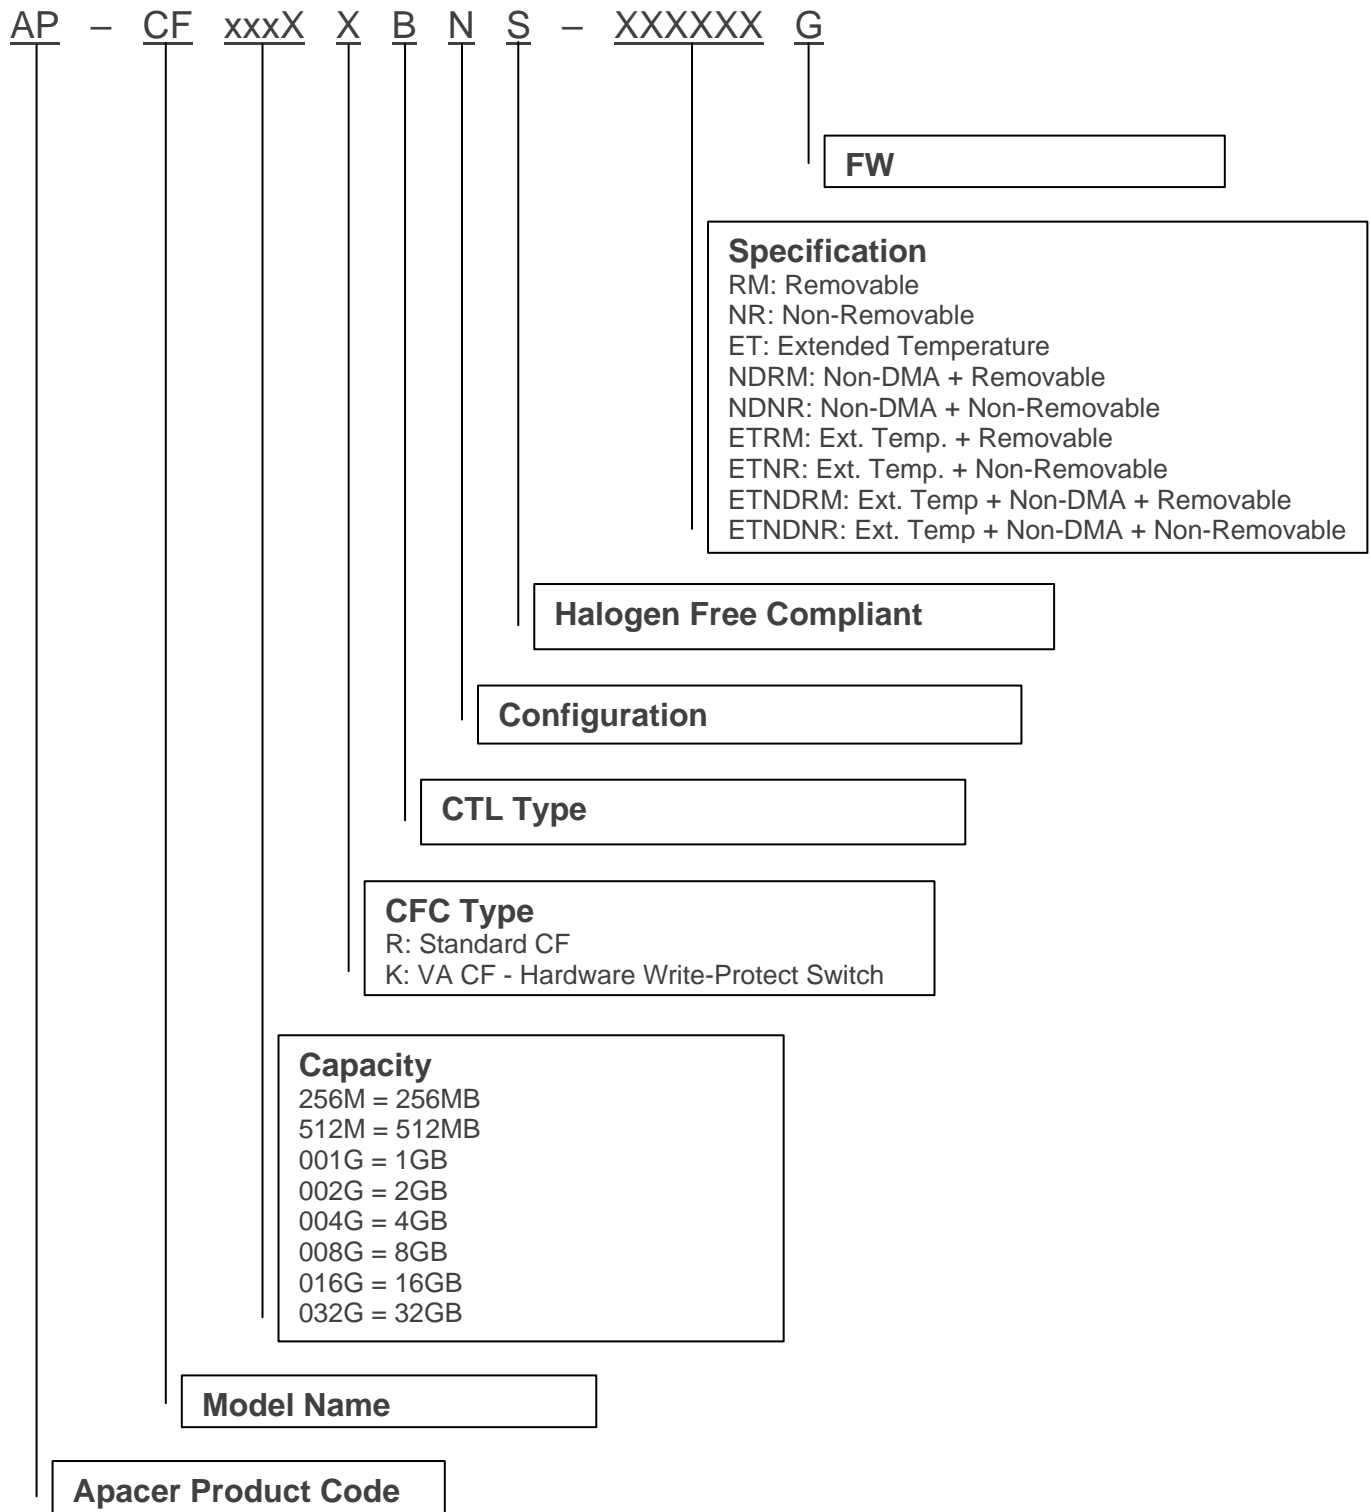 AP – CF xxxX X B N S – XXXXXX G
FW
Specification
RM: Removable
NR: Non-Removable
ET: Extended Temperature
NDRM: Non-DMA + Removable
NDNR: Non-DMA + Non-Removable
ETRM: Ext. Temp. + Removable
ETNR: Ext. Temp. + Non-Removable
ETNDRM: Ext. Temp + Non-DMA + Removable
ETNDNR: Ext. Temp + Non-DMA + Non-Removable
Halogen Free Compliant
Configuration
CTL Type
CFC Type
R: Standard CF
K: VA CF - Hardware Write-Protect Switch
Capacity
256M = 256MB
512M = 512MB
001G = 1GB
002G = 2GB
004G = 4GB
008G = 8GB
016G = 16GB
032G = 32GB
Model Name
Apacer Product Code